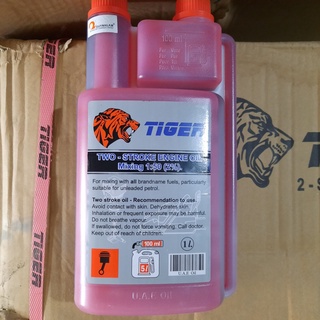 TIGER
TWO - STROKE ENGINE OIL
Mixing 1:50 (2%).
For mixing with all brandname fuels, particularly
suitable for unleaded petrol.
Two stroke oil - Recommendation to use.
Avoid contact with skin. Dehydrates skin.
Inhalation or frequent exposure may be harmful.
Do not breathe vapour.
If swallowed, do not force vomiting. Call doctor.
Keep out of reach of children.
100 ml
5 l
1 L
TIGER
TIGER
2-S